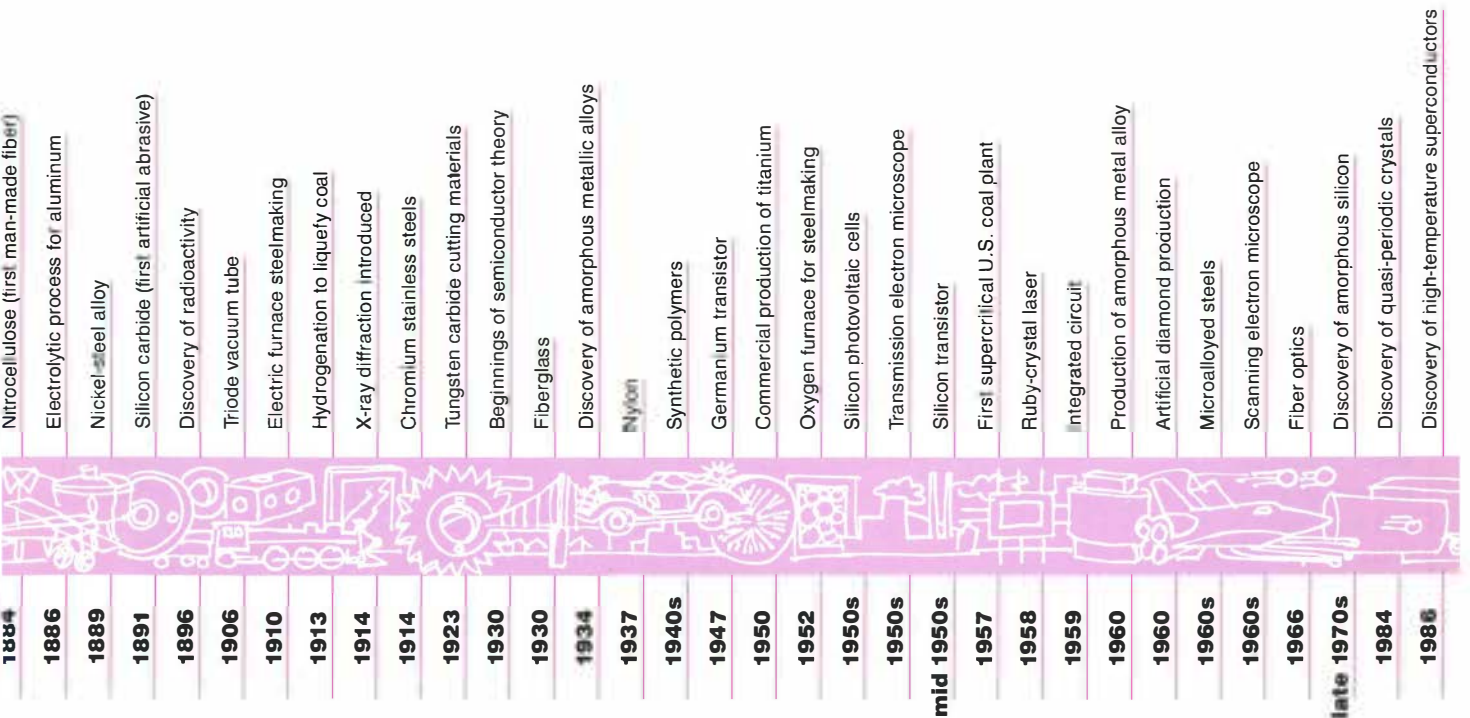 1884 Nitrocellulose (first man-made fiber)
1886 Electrolytic process for aluminum
1889 Nickel-steel alloy
1891 Silicon carbide (first artificial abrasive)
1896 Discovery of radioactivity
1906 Triode vacuum tube
1910 Electric furnace steelmaking
1913 Hydrogenation to liquefy coal
1914 X-ray diffraction introduced
1914 Chromium stainless steels
1923 Tungsten carbide cutting materials
1930 Beginnings of semiconductor theory
1930 Fiberglass
1934 Discovery of amorphous metallic alloys
1937 Nylon
1940s Synthetic polymers
1947 Germanium transistor
1950 Commercial production of titanium
1952 Oxygen furnace for steelmaking
1950s Silicon photovoltaic cells
1950s Transmission electron microscope
mid 1950s Silicon transistor
1957 First supercritical U.S. coal plant
1958 Ruby-crystal laser
1959 Integrated circuit
1960 Production of amorphous metal alloy
1960 Artificial diamond production
1960s Microalloyed steels
1960s Scanning electron microscope
1966 Fiber optics
late 1970s Discovery of amorphous silicon
1984 Discovery of quasi-periodic crystals
1986 Discovery of high-temperature superconductors